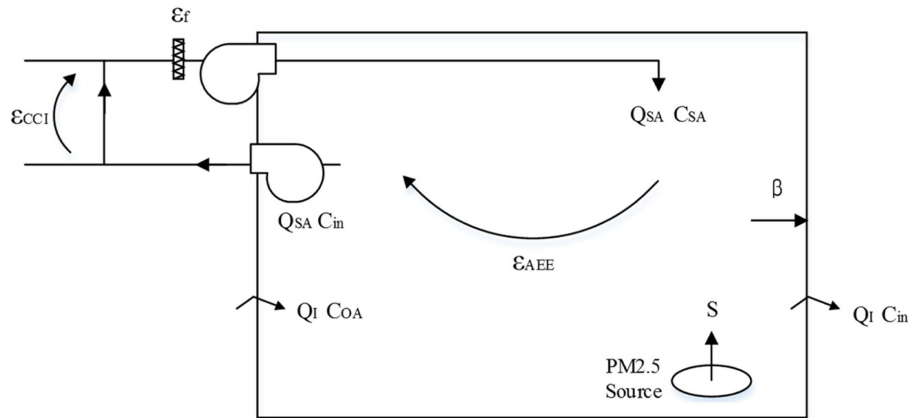 εf
εCCI
QSA CSA
β
QSA Cin
εAEE
QI COA
S
QI Cin
PM2.5
Source